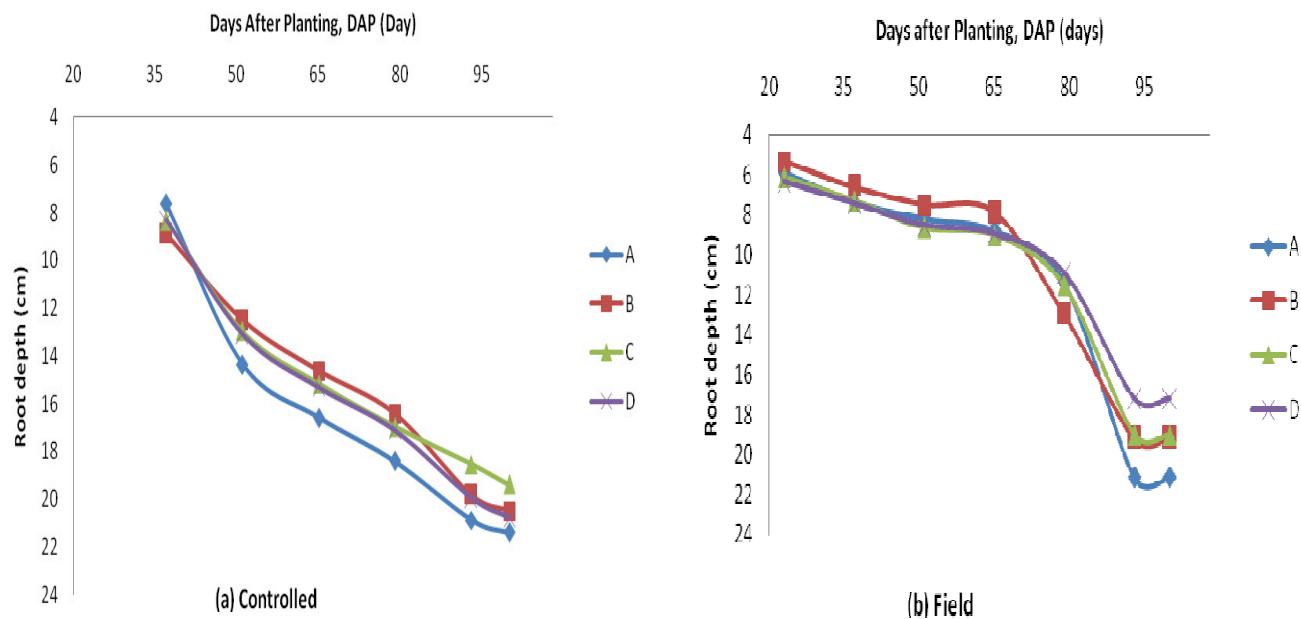 Days After Planting, DAP (Day)
20 35 51 65 80 95
4
6
8
10
12
14
16
18
20
22
24
Root depth (cm)
A
B
C
D
(a) Controlled
Days after Planting, DAP (days)
20 35 50 65 80 95
4
6
8
10
12
14
16
18
20
22
24
Root depth (cm)
A
B
C
D
(b) Field